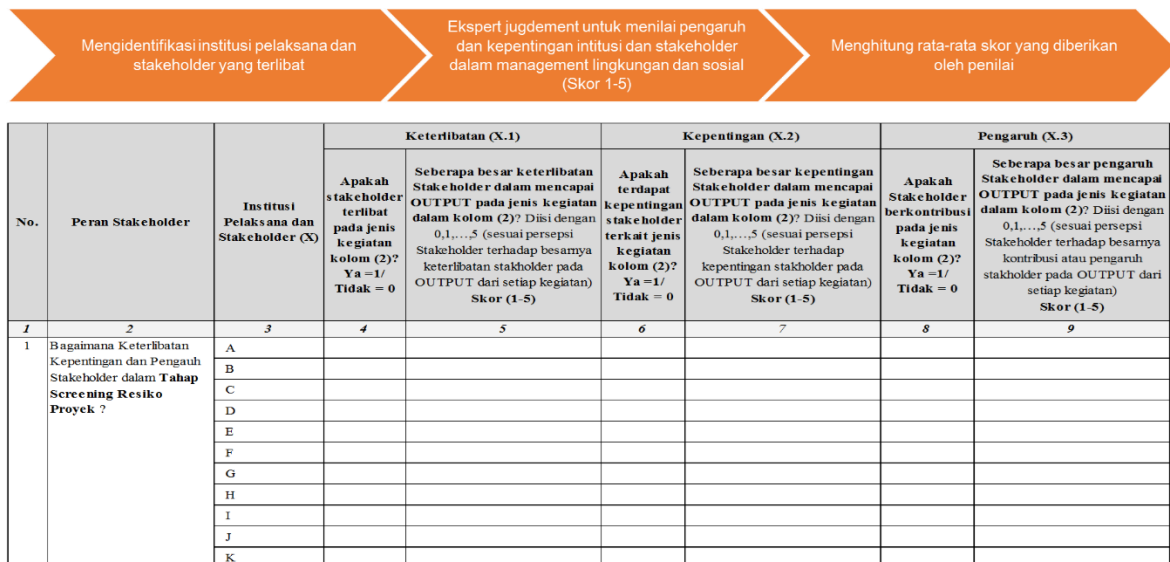 Mengidentifikasi institusi pelaksana dan
stakeholder yang terlibat
Ekspert jugdement untuk menilai pengaruh
dan kepentingan intitusi dan stakeholder
dalam management lingkungan dan sosial
(Skor 1-5)
Menghitung rata-rata skor yang diberikan
oleh penilai
No.
Peran Stakeholder
Institusi
Pelaksana dan
Stakeholder (X)
Keterlibatan (X.1)
Apakah
stakeholder
terlibat
pada jenis
kegiatan
kolom (2)?
Ya =1/
Tidak = 0
Seberapa besar keterlibatan
Stakeholder dalam mencapai
OUTPUT pada jenis kegiatan
dalam kolom (2)? Diisi dengan
0,1,…,5 (sesuai persepsi
Stakeholder terhadap besarnya
keterlibatan stakholder pada
OUTPUT dari setiap kegiatan)
Skor (1-5)
Kepentingan (X.2)
Apakah
terdapat
kepentingan
stakeholder
terkait jenis
kegiatan
kolom (2)?
Ya =1/
Tidak = 0
Seberapa besar kepentingan
Stakeholder dalam mencapai
OUTPUT pada jenis kegiatan
dalam kolom (2)? Diisi dengan
0,1,…,5 (sesuai persepsi
Stakeholder terhadap
kepentingan stakholder pada
OUTPUT dari setiap kegiatan)
Skor (1-5)
Pengaruh (X.3)
Apakah
Stakeholder
berkontribusi
pada jenis
kegiatan
kolom (2)?
Ya =1/
Tidak = 0
Seberapa besar pengaruh
Stakeholder dalam mencapai
OUTPUT pada jenis kegiatan
dalam kolom (2)? Diisi dengan
0,1,…,5 (sesuai persepsi
Stakeholder terhadap besarnya
kontribusi atau pengaruh
stakholder pada OUTPUT dari
setiap kegiatan)
Skor (1-5)
1 2 3 4 5 6 7 8 9
1
Bagaimana Keterlibatan
Kepentingan dan Pengauh
Stakeholder dalam Tahap
Screening Resiko
Proyek ?
A
B
C
D
E
F
G
H
I
J
K